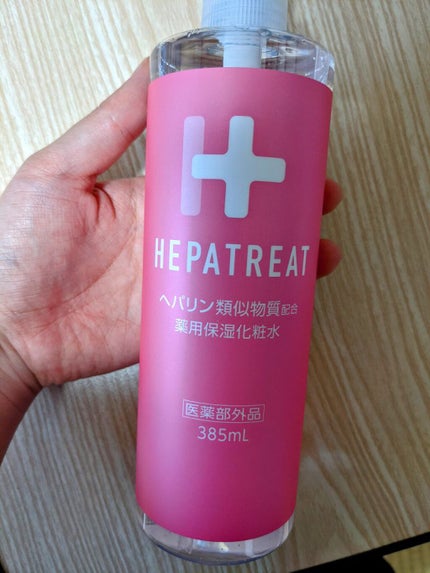 H+
HEPATREAT
ヘパリン類似物質配合
薬用保湿化粧水
医薬部外品
385mL